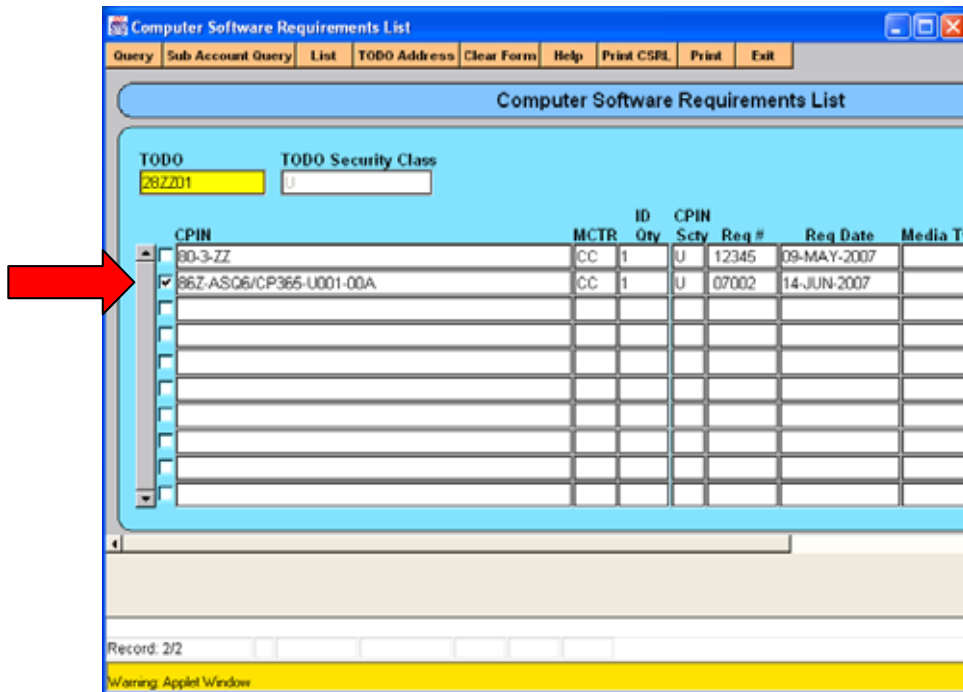 Computer Software Requirements List
Query Sub Account Query List TODO Address Clear Form Help Print CSRL Print Exit
Computer Software Requirements List
TODO TODO Security Class
28ZZ01 U
ID CPIN
CPIN MCTR Qty Scty Req # Req Date Media T
80-3-ZZ CC 1 U 12345 09-MAY-2007
86Z-ASQ6/CP365-U001-00A CC 1 U 07002 14-JUN-2007
Record: 2/2
Warning: Applet Window